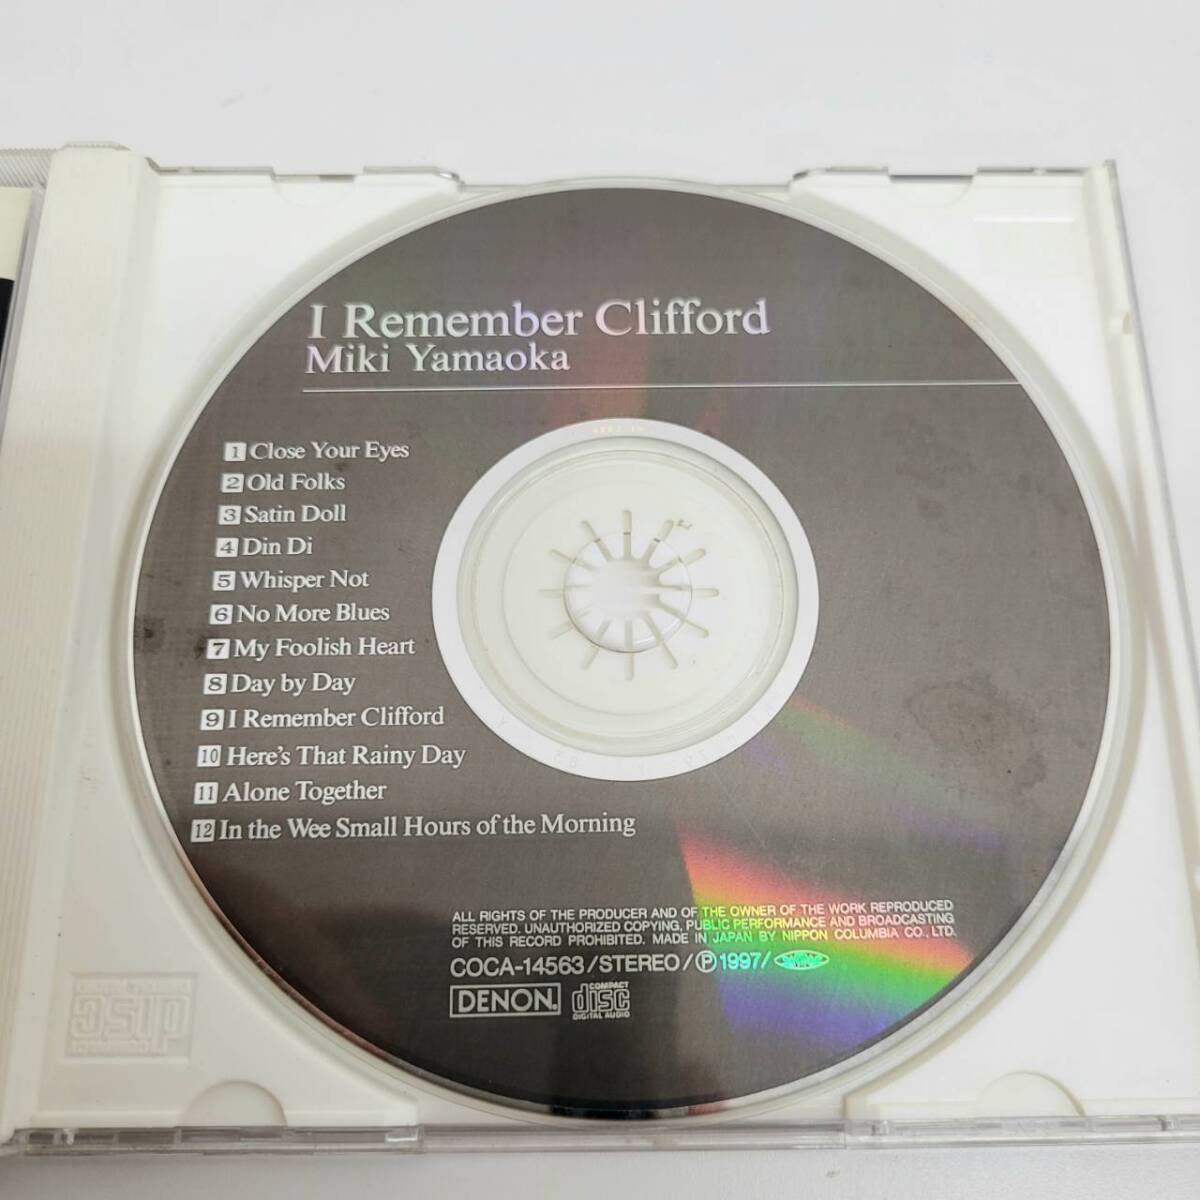 I Remember Clifford
Miki Yamaoka
1 Close Your Eyes
2 Old Folks
3 Satin Doll
4 Din Di
5 Whisper Not
6 No More Blues
7 My Foolish Heart
8 Day by Day
9 I Remember Clifford
10 Here's That Rainy Day
11 Alone Together
12 In the Wee Small Hours of the Morning
ALL RIGHTS OF THE PRODUCER AND OF THE OWNER OF THE WORK REPRODUCED
RESERVED. UNAUTHORIZED COPYING, PUBLIC PERFORMANCE AND BROADCASTING
OF THIS RECORD PROHIBITED. MADE IN JAPAN BY NIPPON COLUMBIA CO., LTD.
COCA-14563/STEREO/Ⓟ1997/
DENON
COMPACT
disc
DIGITAL AUDIO